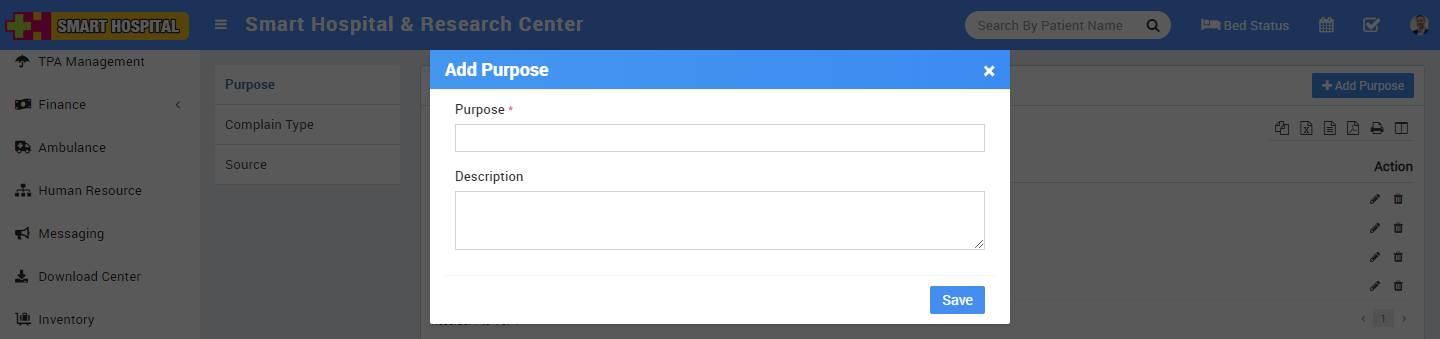 SMART HOSPITAL
Smart Hospital & Research Center
Search By Patient Name
Bed Status
TPA Management
Finance
Ambulance
Human Resource
Messaging
Download Center
Inventory
Purpose
Complain Type
Source
Add Purpose
×
Purpose *
Description
Save
+ Add Purpose
Action
‹ 1 ›